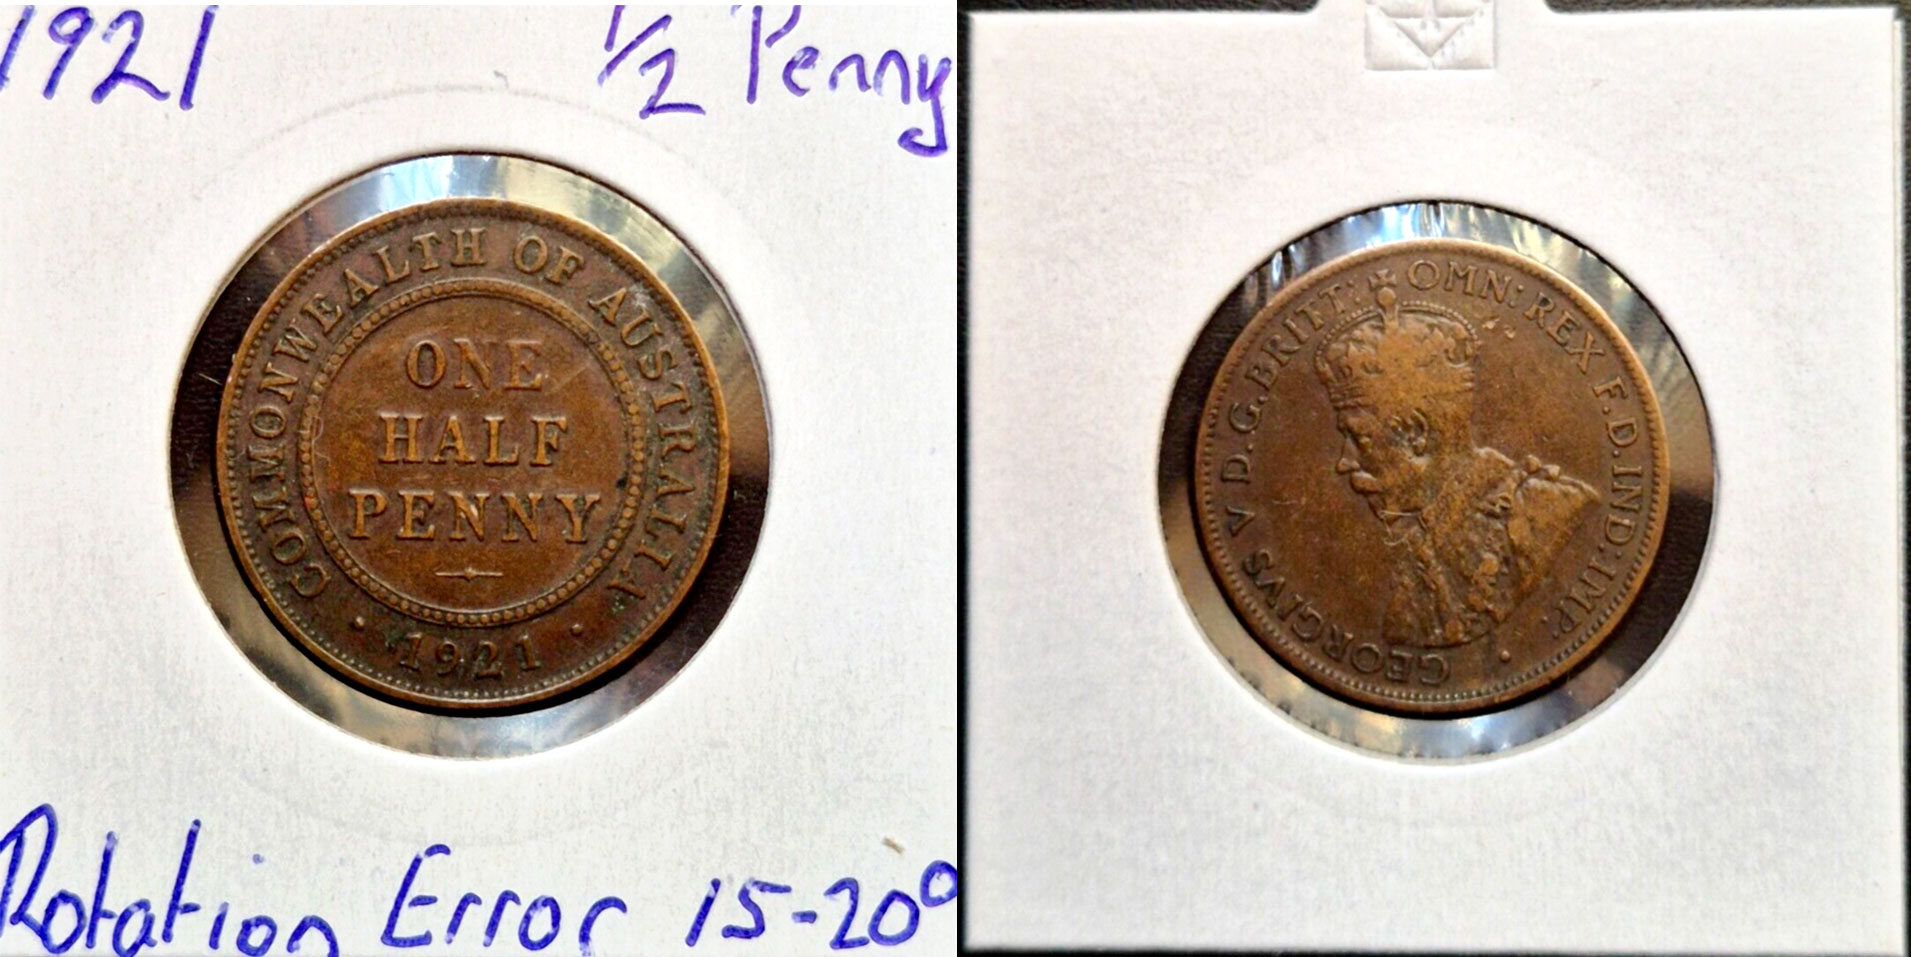 1921 ½ Penny
COMMONWEALTH OF AUSTRALIA
ONE
HALF
PENNY
· 1921 ·
Rotation Error 15-20°
GEORGIVS V D.G.BRITT: OMN: REX F.D.IND:IMP.